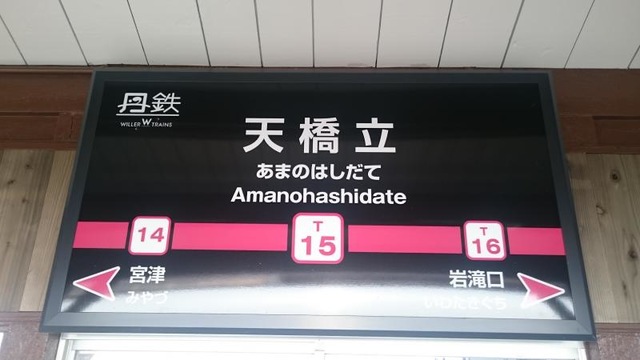 丹鉄
WILLER TRAINS
天橋立
あまのはしだて
Amanohashidate
14
T
15
T
16
宮津
みやづ
岩滝口
いわたきぐち